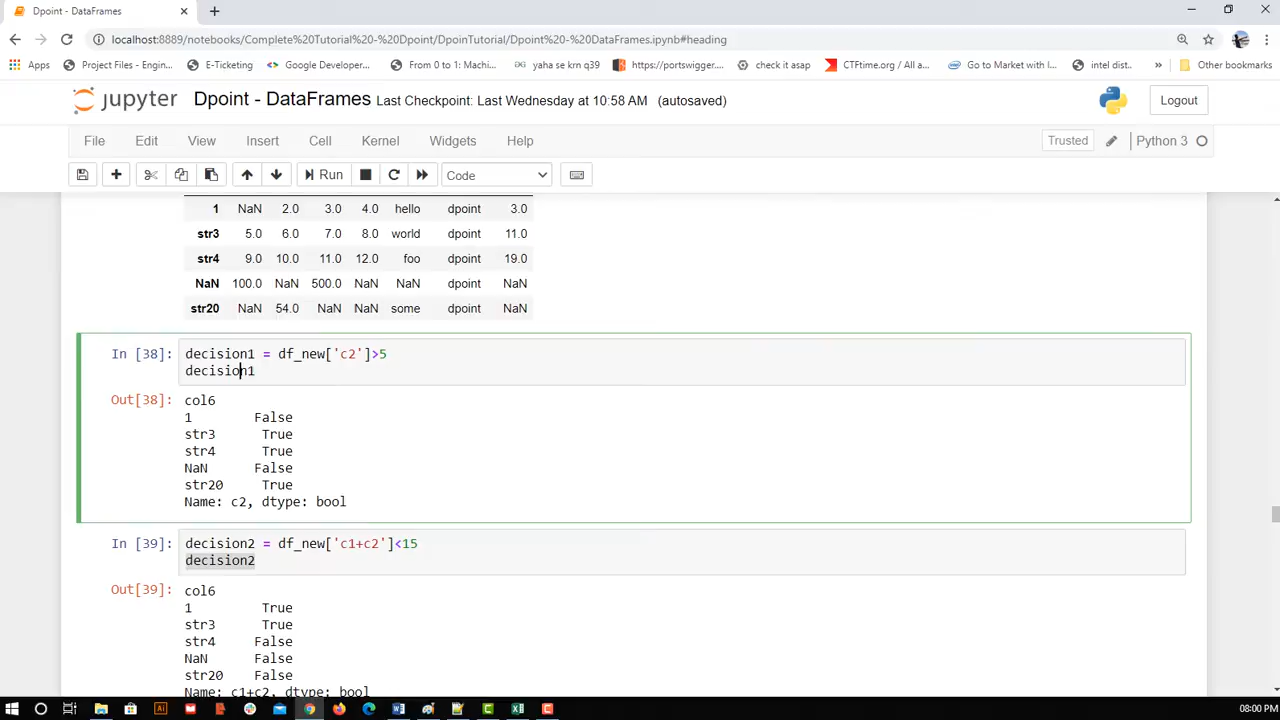 Dpoint - DataFrames
localhost:8889/notebooks/Complete%20Tutorial%20-%20Dpoint/DpoinTutorial/Dpoint%20-%20DataFrames.ipynb#heading
Apps Project Files - Engin... E-Ticketing Google Developer... From 0 to 1: Machi... yaha se krn q39 https://portswigger.... check it asap CTFtime.org / All a... Go to Market with I... intel dist... » Other bookmarks
jupyter Dpoint - DataFrames Last Checkpoint: Last Wednesday at 10:58 AM (autosaved) Logout
File Edit View Insert Cell Kernel Widgets Help Trusted Python 3
Run Code
1 NaN 2.0 3.0 4.0 hello dpoint 3.0
str3 5.0 6.0 7.0 8.0 world dpoint 11.0
str4 9.0 10.0 11.0 12.0 foo dpoint 19.0
NaN 100.0 NaN 500.0 NaN NaN dpoint NaN
str20 NaN 54.0 NaN NaN some dpoint NaN
In [38]: decision1 = df_new['c2']>5
decision1
Out[38]: col6
1 False
str3 True
str4 True
NaN False
str20 True
Name: c2, dtype: bool
In [39]: decision2 = df_new['c1+c2']<15
decision2
Out[39]: col6
1 True
str3 True
str4 False
NaN False
str20 False
Name: c1+c2, dtype: bool
08:00 PM